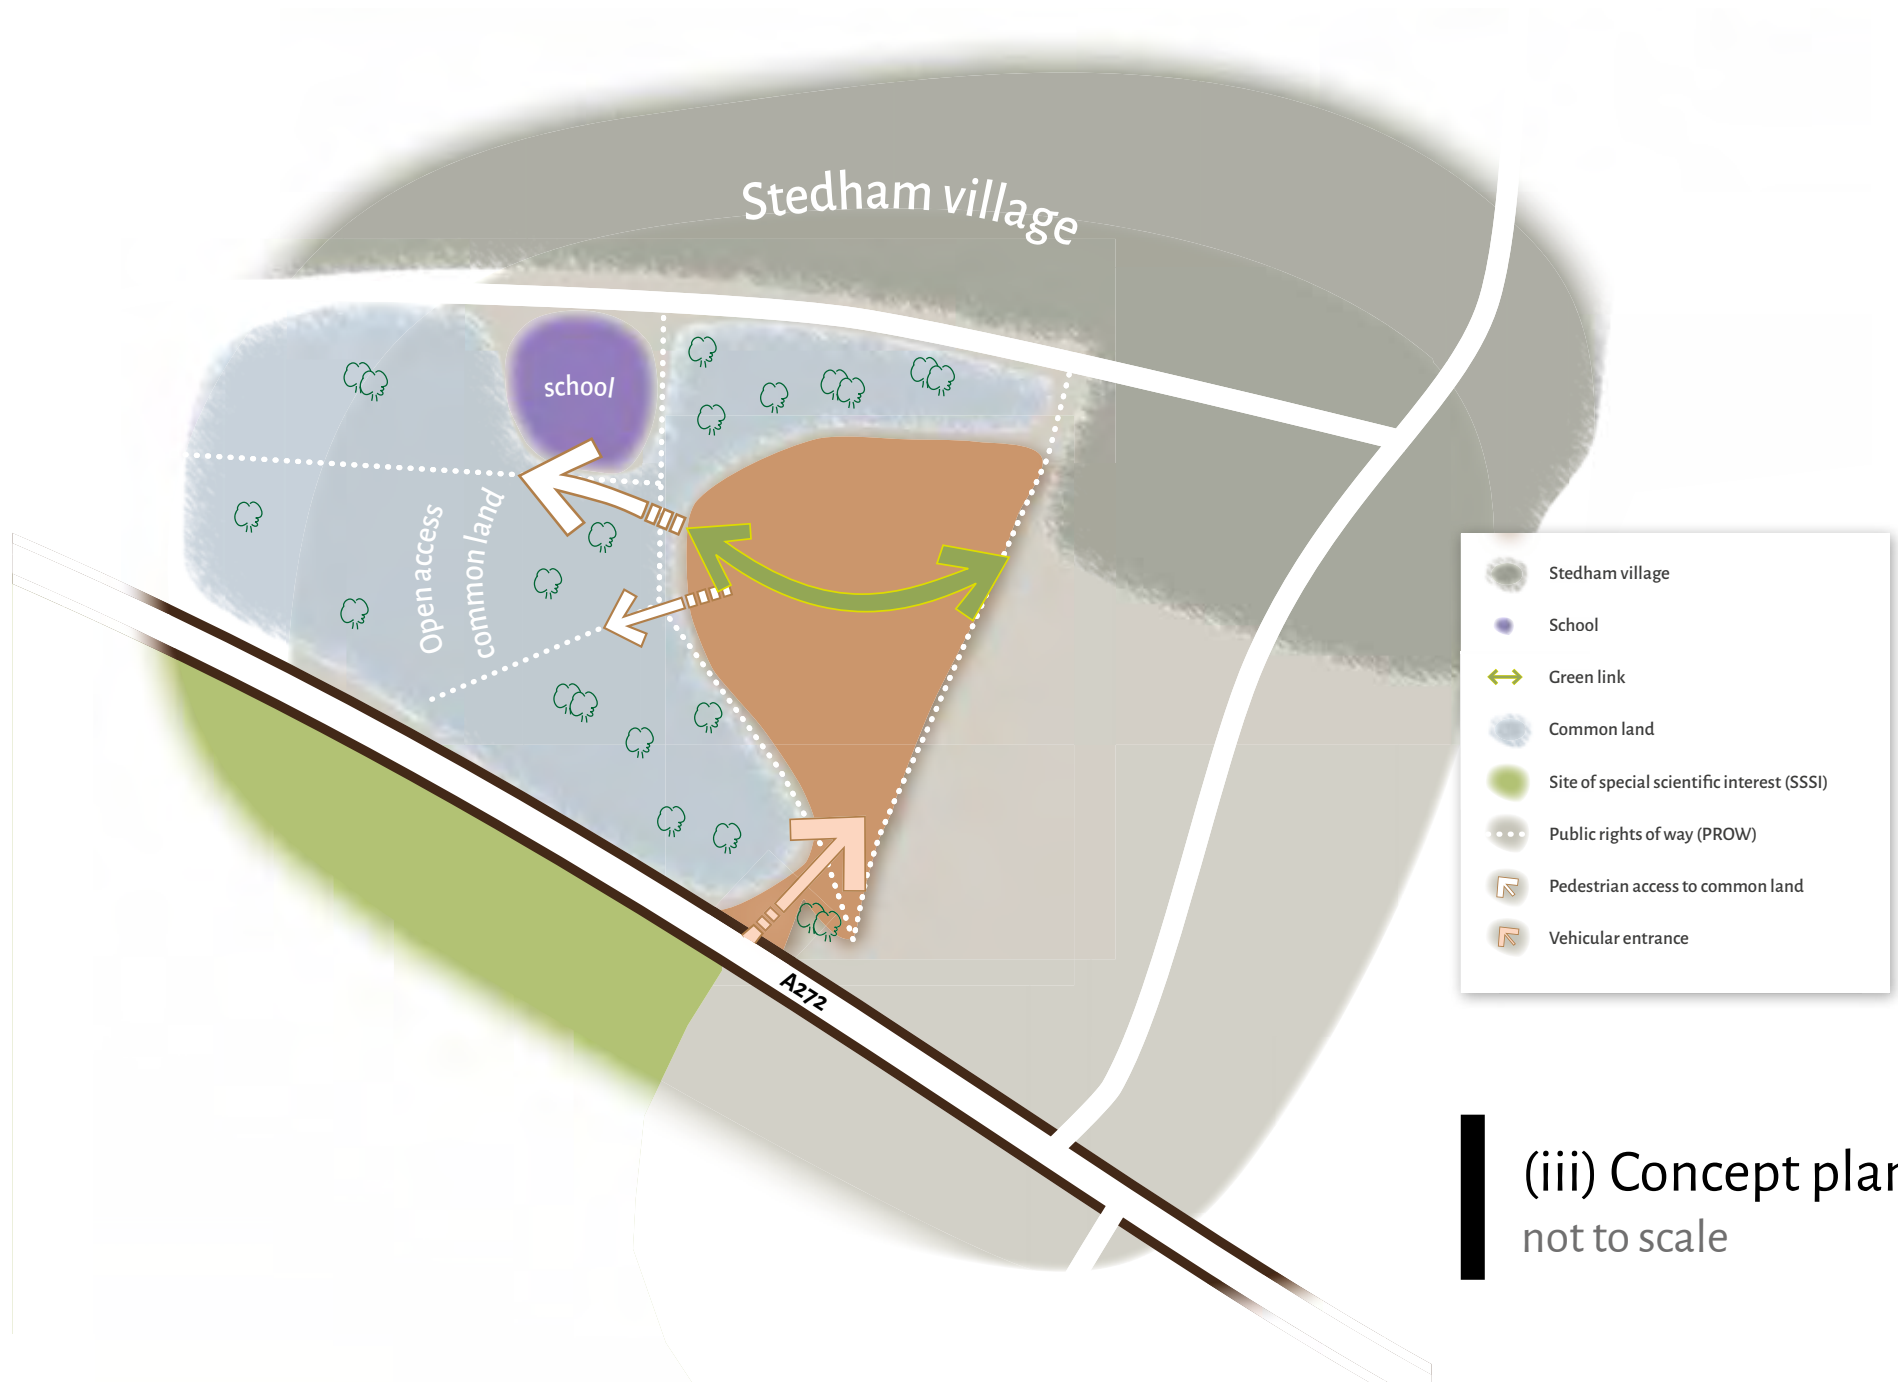 Stedham village
school
Open access
common land
A272
Stedham village
School
Green link
Common land
Site of special scientific interest (SSSI)
Public rights of way (PROW)
Pedestrian access to common land
Vehicular entrance
(iii) Concept plan
not to scale